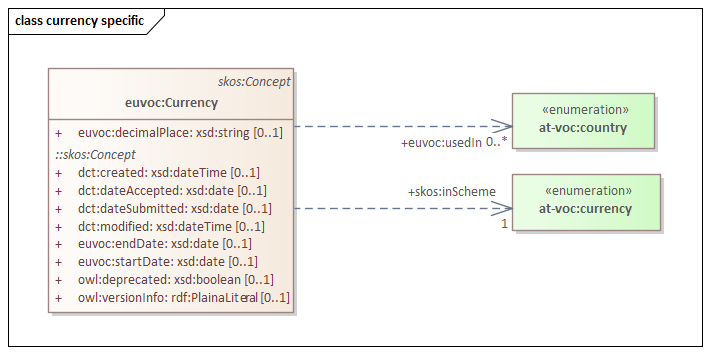 class currency specific
skos:Concept
euvoc:Currency
+ euvoc:decimalPlace: xsd:string [0..1]
::skos:Concept
+ dct:created: xsd:dateTime [0..1]
+ dct:dateAccepted: xsd:date [0..1]
+ dct:dateSubmitted: xsd:date [0..1]
+ dct:modified: xsd:dateTime [0..1]
+ euvoc:endDate: xsd:date [0..1]
+ euvoc:startDate: xsd:date [0..1]
+ owl:deprecated: xsd:boolean [0..1]
+ owl:versionInfo: rdf:PlainaLiteral [0..1]
+euvoc:usedIn 0..*
«enumeration»
at-voc:country
+skos:inScheme
1
«enumeration»
at-voc:currency